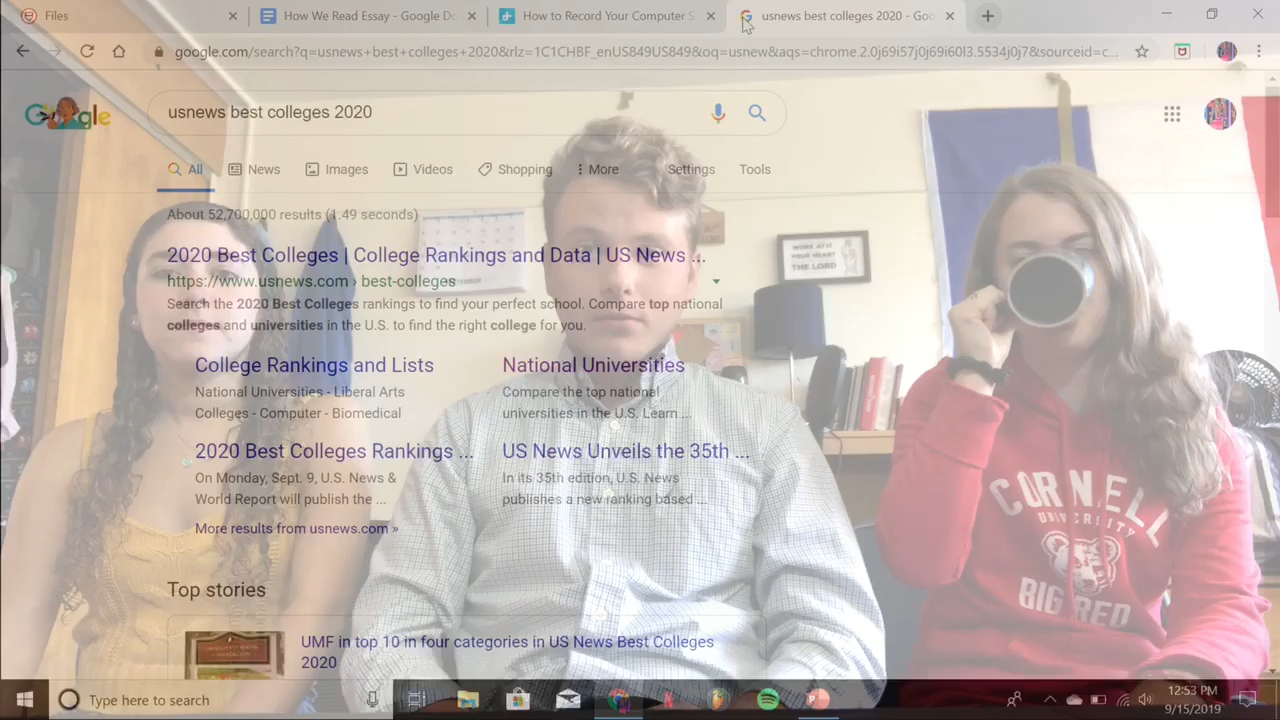 Files
How We Read Essay - Google Do
How to Record Your Computer S
usnews best colleges 2020 - Goo
google.com/search?q=usnews+best+colleges+2020&rlz=1C1CHBF_enUS849US849&oq=usnew&aqs=chrome.2.0j69i57j0j69i60l3.5534j0j7&sourceid=c...
Google
usnews best colleges 2020
All
News
Images
Videos
Shopping
More
Settings
Tools
About 52,700,000 results (1.49 seconds)
2020 Best Colleges | College Rankings and Data | US News ...
https://www.usnews.com › best-colleges
Search the 2020 Best Colleges rankings to find your perfect school. Compare top national
colleges and universities in the U.S. to find the right college for you.
College Rankings and Lists
National Universities - Liberal Arts
Colleges - Computer - Biomedical
National Universities
Compare the top national
universities in the U.S. Learn ...
2020 Best Colleges Rankings ...
On Monday, Sept. 9, U.S. News &
World Report will publish the ...
US News Unveils the 35th ...
In its 35th edition, U.S. News
publishes a new ranking based ...
More results from usnews.com »
Top stories
UMF in top 10 in four categories in US News Best Colleges
2020
WORK AT IT
THE LORD
CORNELL
UNIVERSITY
BIG RED
Type here to search
12:53 PM
9/15/2019